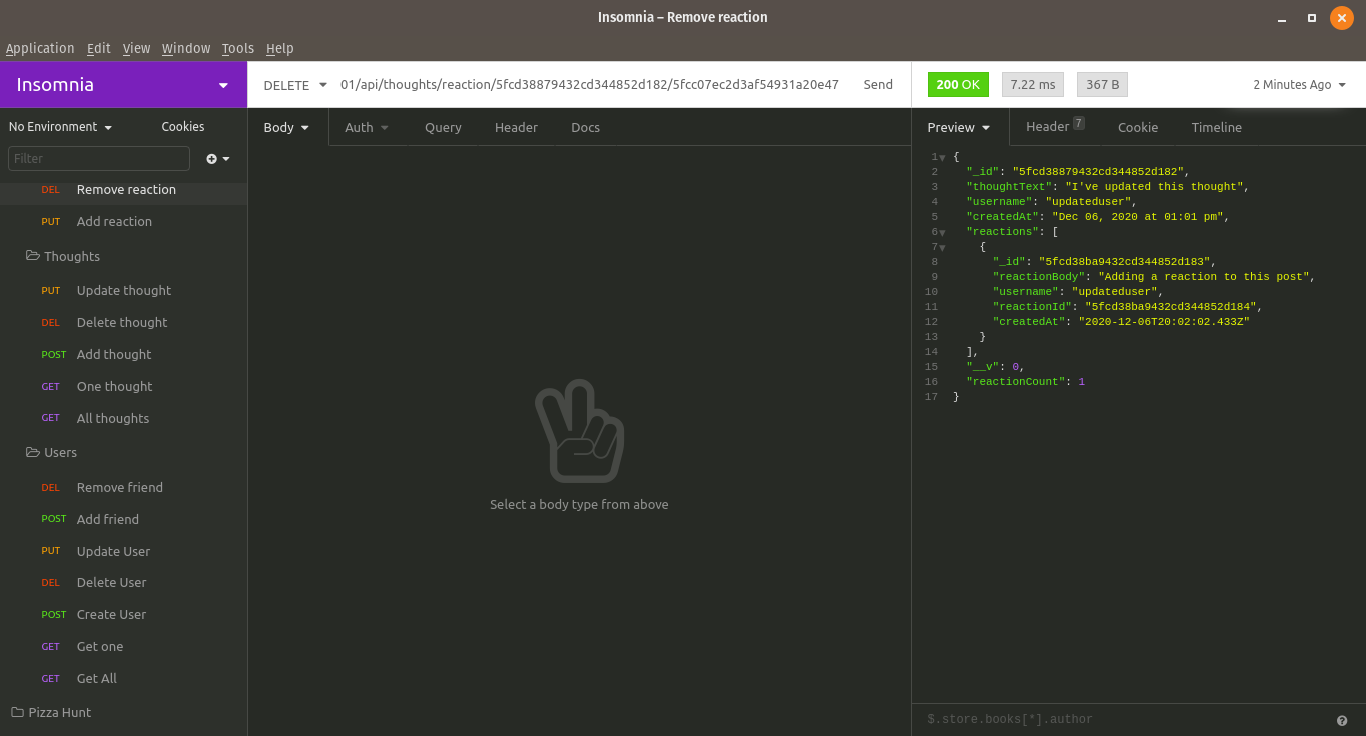 Insomnia – Remove reaction
Application Edit View Window Tools Help
Insomnia
DELETE 01/api/thoughts/reaction/5fcd38879432cd344852d182/5fcc07ec2d3af54931a20e47 Send
200 OK 7.22 ms 367 B 2 Minutes Ago
No Environment Cookies
Filter
DEL Remove reaction
PUT Add reaction
Thoughts
PUT Update thought
DEL Delete thought
POST Add thought
GET One thought
GET All thoughts
Users
DEL Remove friend
POST Add friend
PUT Update User
DEL Delete User
POST Create User
GET Get one
GET Get All
Pizza Hunt
Body Auth Query Header Docs
Select a body type from above
Preview Header 7 Cookie Timeline
1 {
2 "_id": "5fcd38879432cd344852d182",
3 "thoughtText": "I've updated this thought",
4 "username": "updateduser",
5 "createdAt": "Dec 06, 2020 at 01:01 pm",
6 "reactions": [
7 {
8 "_id": "5fcd38ba9432cd344852d183",
9 "reactionBody": "Adding a reaction to this post",
10 "username": "updateduser",
11 "reactionId": "5fcd38ba9432cd344852d184",
12 "createdAt": "2020-12-06T20:02:02.433Z"
13 }
14 ],
15 "__v": 0,
16 "reactionCount": 1
17 }
$.store.books[*].author